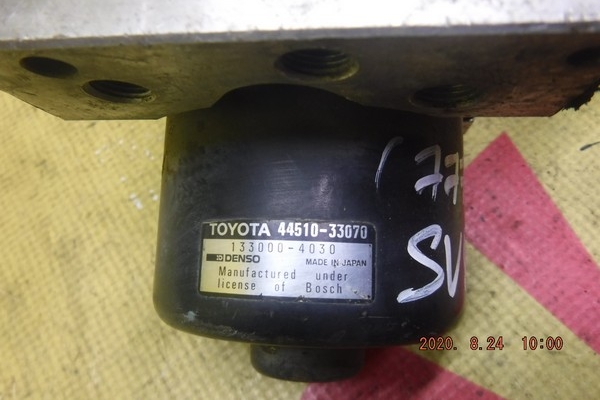 (77
SV
TOYOTA 44510-33070
133000-4030
DENSO MADE IN JAPAN
Manufactured under
license of Bosch
2020. 8.24 10:00